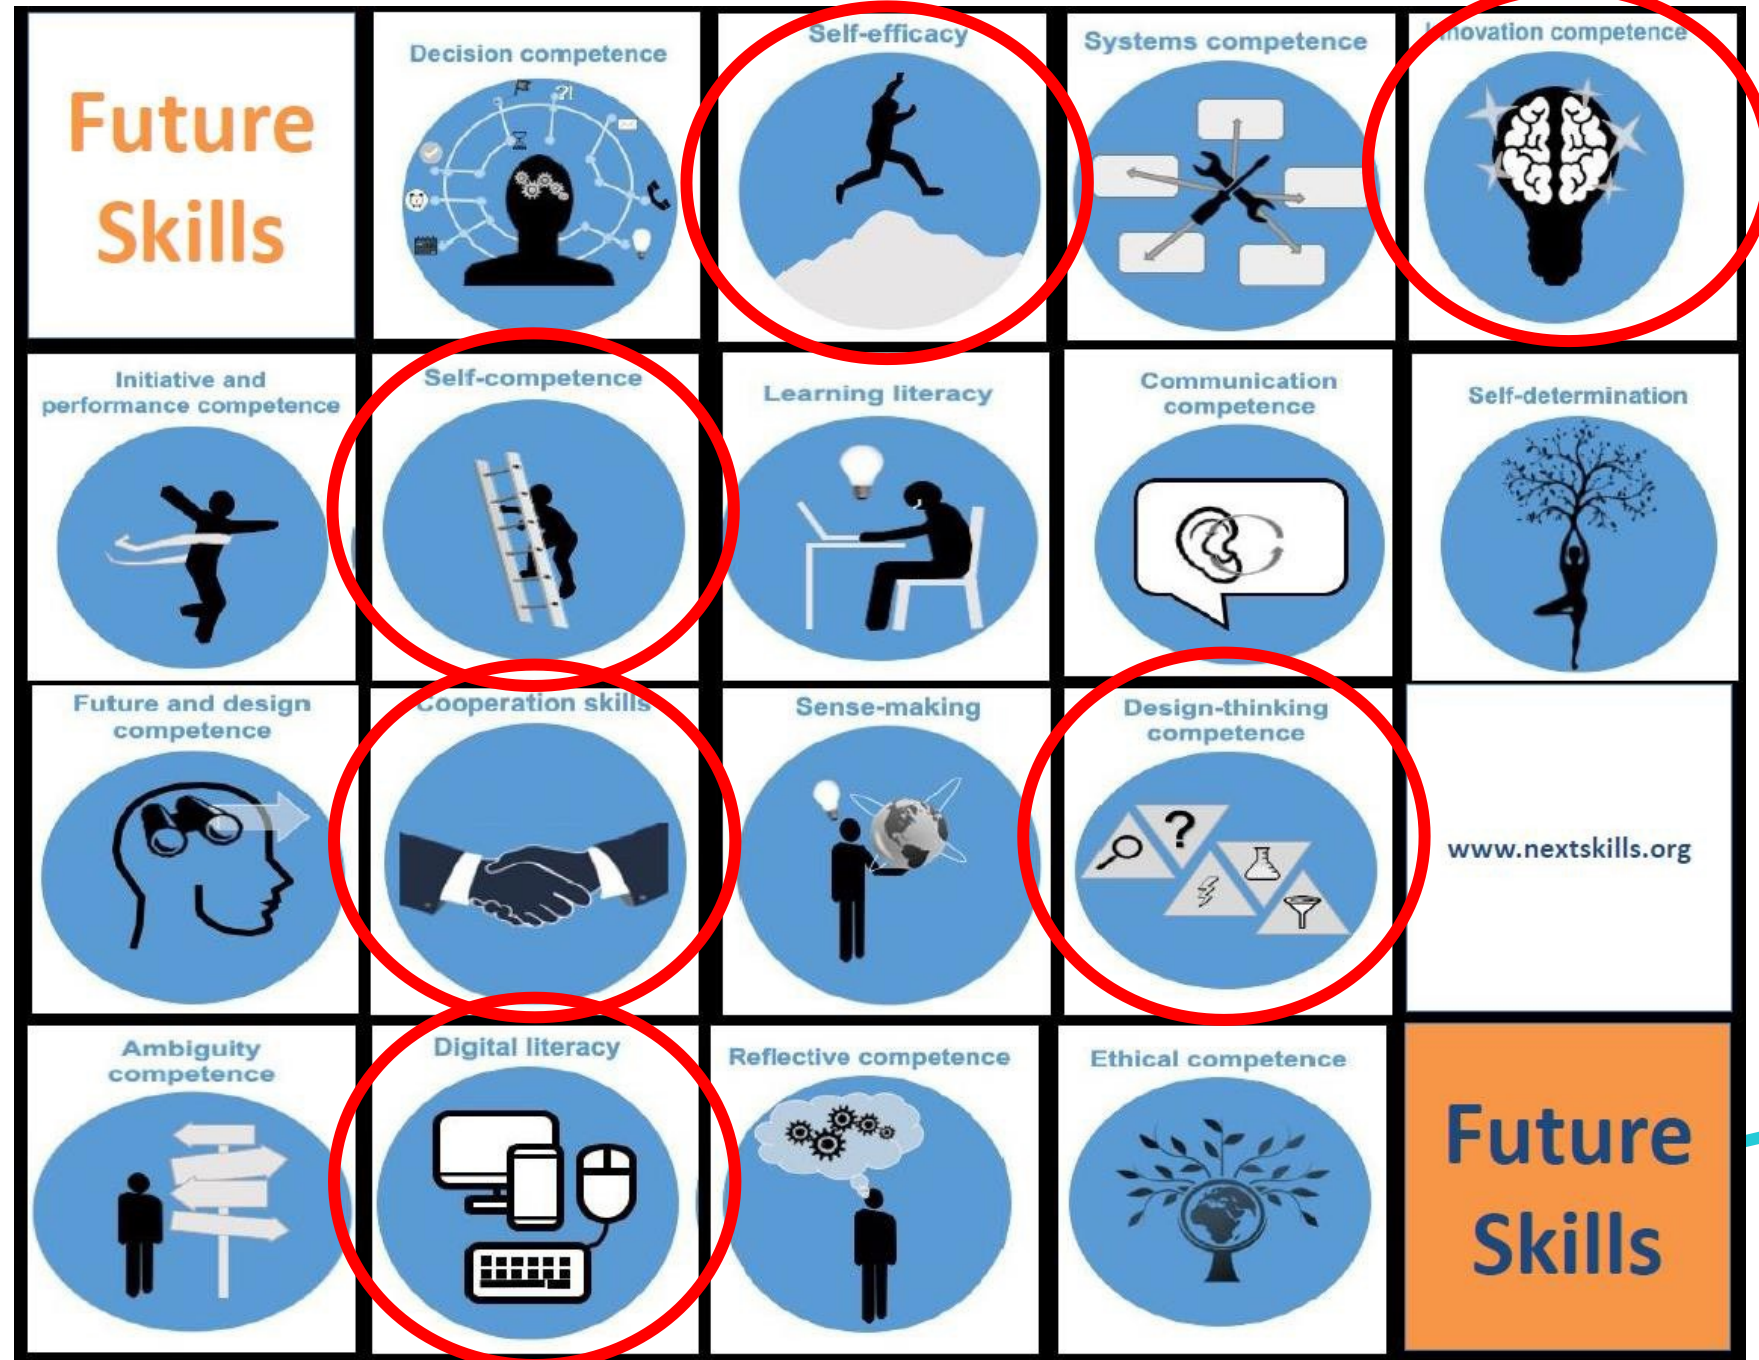 Future
Skills
Decision competence
?!
Self-efficacy
Systems competence
Innovation competence
Initiative and
performance competence
Self-competence
Learning literacy
Communication
competence
Self-determination
Future and design
competence
Cooperation skills
Sense-making
Design-thinking
competence
?
www.nextskills.org
Ambiguity
competence
Digital literacy
Reflective competence
Ethical competence
Future
Skills